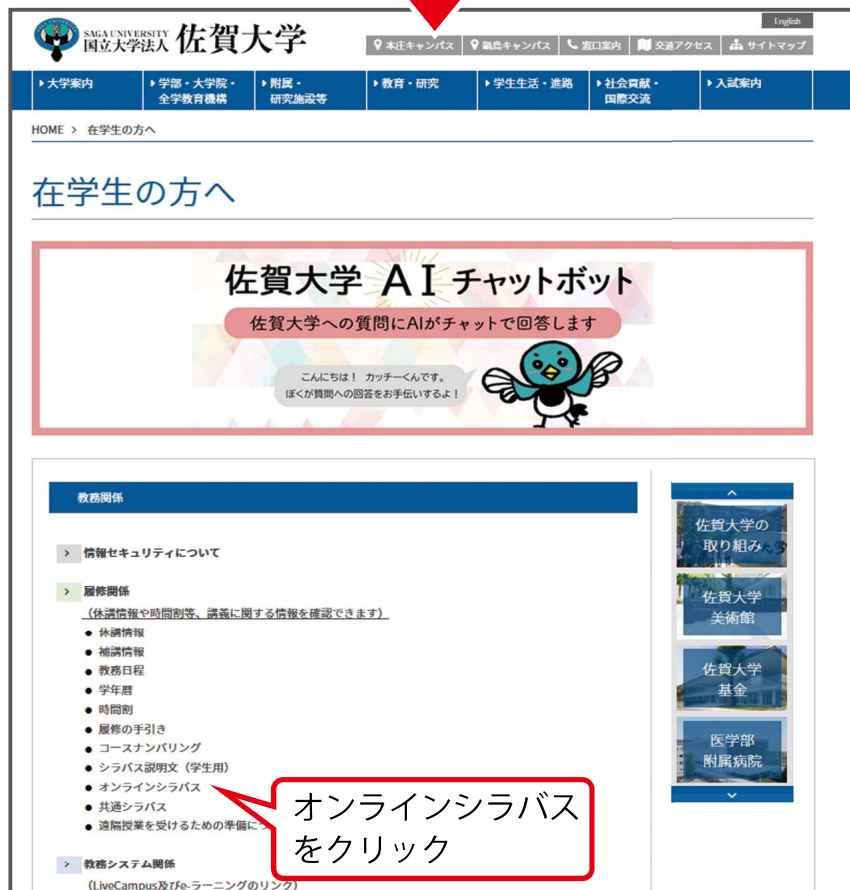 English
SAGA UNIVERSITY
国立大学法人 佐賀大学
本庄キャンパス 鍋島キャンパス 窓口案内 交通アクセス サイトマップ
大学案内
学部・大学院・
全学教育機構
附属・
研究施設等
教育・研究
学生生活・進路
社会貢献・
国際交流
入試案内
HOME > 在学生の方へ
在学生の方へ
佐賀大学 AI チャットボット
佐賀大学への質問にAIがチャットで回答します
こんにちは! カッチーくんです。
ぼくが質問への回答をお手伝いするよ!
教務関係
> 情報セキュリティについて
> 履修関係
(休講情報や時間割等、講義に関する情報を確認できます)
● 休講情報
● 補講情報
● 教務日程
● 学年暦
● 時間割
● 履修の手引き
● コースナンバリング
● シラバス説明文(学生用)
● オンラインシラバス
● 共通シラバス
● 遠隔授業を受けるための準備に
オンラインシラバス
をクリック
> 教務システム関係
(LiveCampus及びe-ラーニングのリンク)
佐賀大学の
取り組み
佐賀大学
美術館
佐賀大学
基金
医学部
附属病院